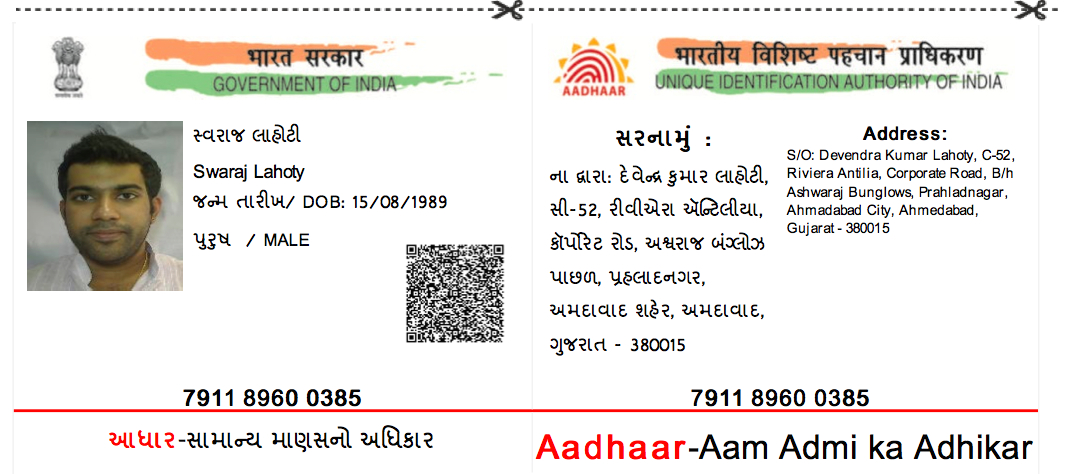 भारत सरकार
GOVERNMENT OF INDIA
સ્વરાજ લાહોટી
Swaraj Lahoty
જન્મ તારીખ/ DOB: 15/08/1989
પુરુષ / MALE
7911 8960 0385
આધાર-સામાન્ય માણસનો અધિકાર
AADHAAR
भारतीय विशिष्ट पहचान प्राधिकरण
UNIQUE IDENTIFICATION AUTHORITY OF INDIA
સરનામું :
ના દ્વારા: દેવેન્દ્ર કુમાર લાહોટી,
સી-52, રીવીએરા ઍન્ટિલીયા,
કૉર્પોરેટ રોડ, અશ્વરાજ બંગ્લોઝ
પાછળ, પ્રહલાદનગર,
અમદાવાદ શહેર, અમદાવાદ,
ગુજરાત - 380015
Address:
S/O: Devendra Kumar Lahoty, C-52,
Riviera Antilia, Corporate Road, B/h
Ashwaraj Bunglows, Prahladnagar,
Ahmadabad City, Ahmedabad,
Gujarat - 380015
7911 8960 0385
Aadhaar-Aam Admi ka Adhikar